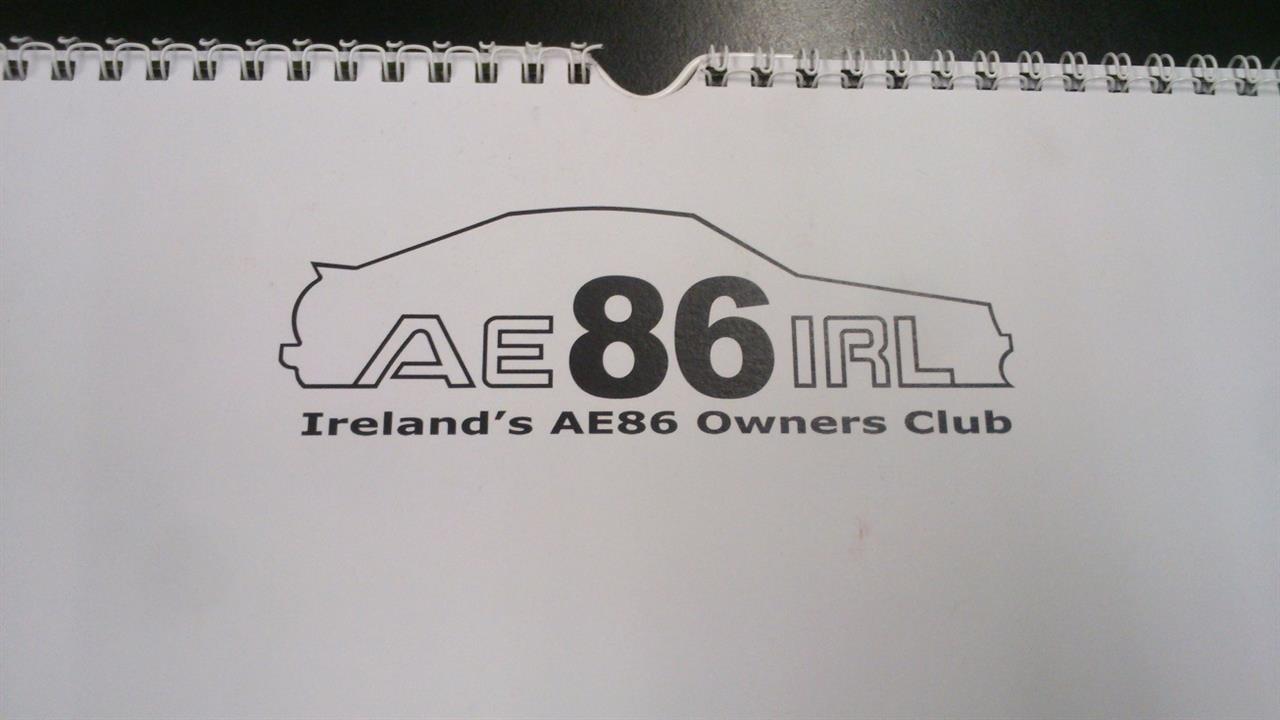 AE86IRL
Ireland's AE86 Owners Club